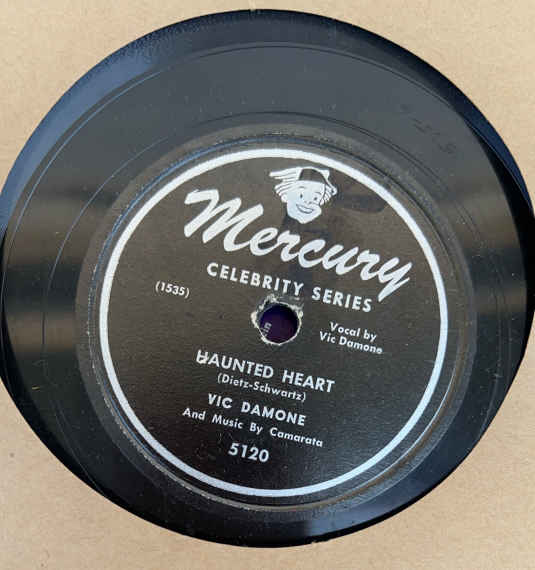 Mercury
CELEBRITY SERIES
(1535)
Vocal by
Vic Damone
HAUNTED HEART
(Dietz-Schwartz)
VIC DAMONE
And Music By Camarata
5120